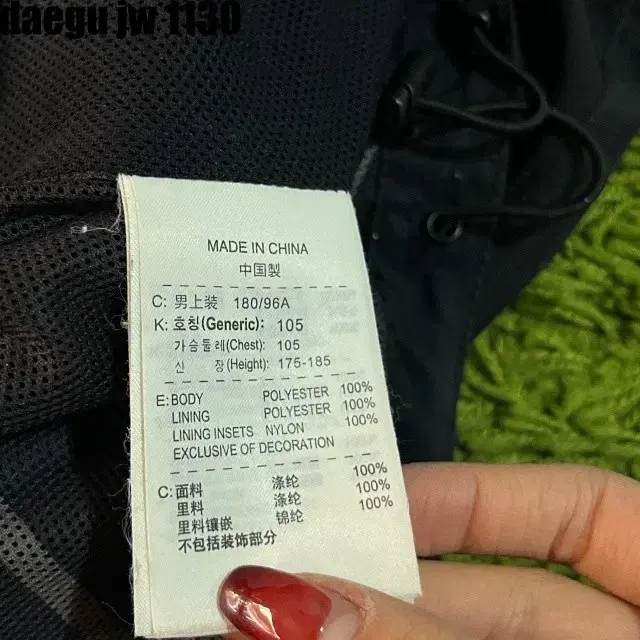 daegu jw 1130
MADE IN CHINA
中国製
C: 男上装 180/96A
K: 호칭(Generic): 105
가슴둘레(Chest): 105
신 장(Height): 175-185
E: BODY POLYESTER 100%
LINING POLYESTER 100%
LINING INSETS NYLON 100%
EXCLUSIVE OF DECORATION
C: 面料 涤纶 100%
里料 涤纶 100%
里料镶嵌 锦纶 100%
不包括装饰部分